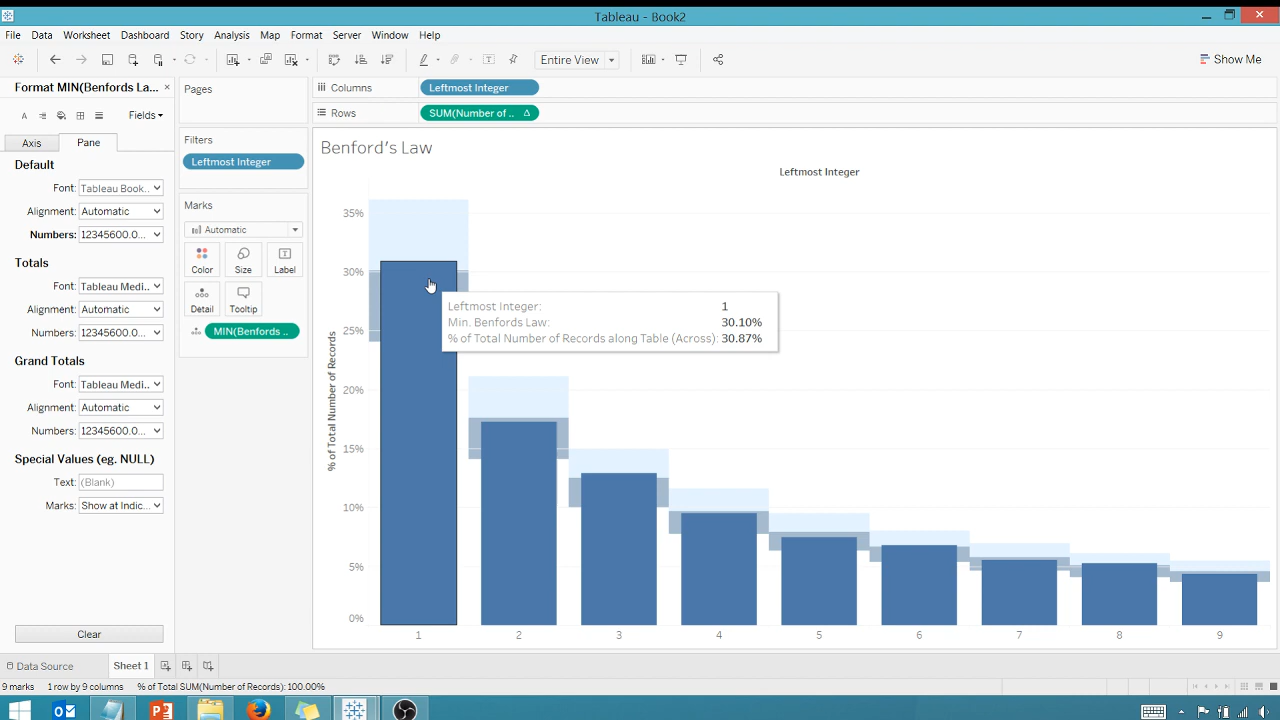 Tableau - Book2
File Data Worksheet Dashboard Story Analysis Map Format Server Window Help
Entire View
Show Me
Format MIN(Benfords La... ×
Fields
Axis Pane
Default
Font: Tableau Book..
Alignment: Automatic
Numbers: 12345600.0...
Totals
Font: Tableau Medi..
Alignment: Automatic
Numbers: 12345600.0...
Grand Totals
Font: Tableau Medi..
Alignment: Automatic
Numbers: 12345600.0...
Special Values (eg. NULL)
Text: (Blank)
Marks: Show at Indic...
Clear
Pages
Filters
Leftmost Integer
Marks
Automatic
Color Size Label
Detail Tooltip
MIN(Benfords ..
Columns Leftmost Integer
Rows SUM(Number of .. Δ
Benford's Law
Leftmost Integer
% of Total Number of Records
35%
30%
25%
20%
15%
10%
5%
0%
Leftmost Integer: 1
Min. Benfords Law: 30.10%
% of Total Number of Records along Table (Across): 30.87%
1 2 3 4 5 6 7 8 9
Data Source Sheet 1
9 marks 1 row by 9 columns % of Total SUM(Number of Records): 100.00%